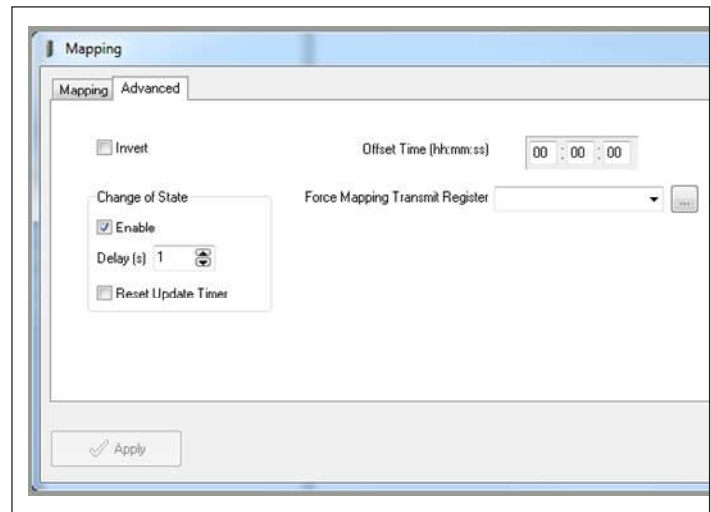 Mapping
Mapping Advanced
Invert
Offset Time (hh:mm:ss) 00 : 00 : 00
Change of State
Force Mapping Transmit Register ...
Enable
Delay (s) 1
Reset Update Timer
Apply